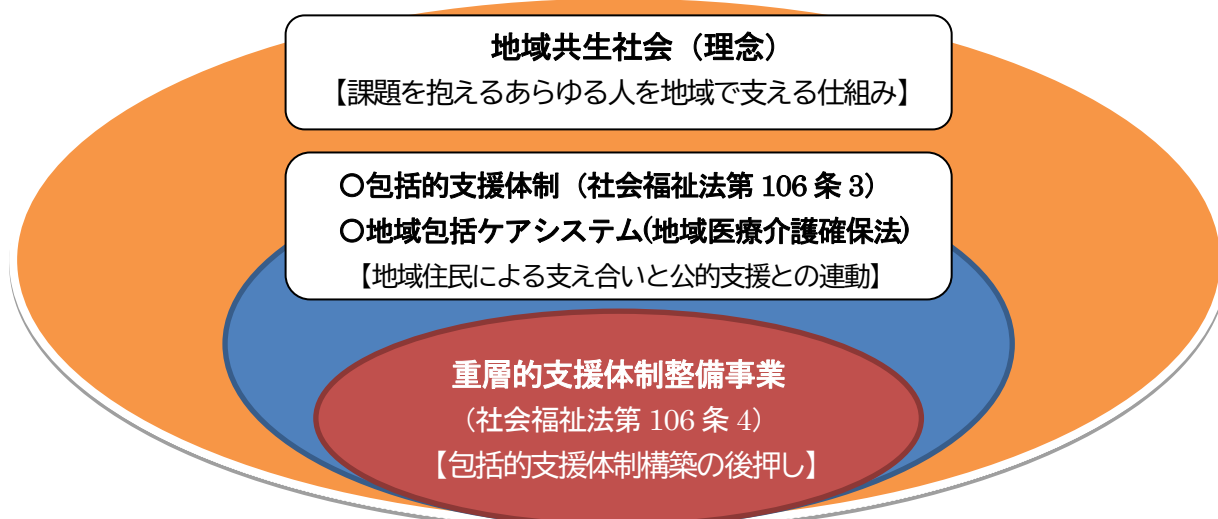 地域共生社会（理念）
【課題を抱えるあらゆる人を地域で支える仕組み】
〇包括的支援体制（社会福祉法第 106 条 3）
〇地域包括ケアシステム(地域医療介護確保法)
【地域住民による支え合いと公的支援との連動】
重層的支援体制整備事業
（社会福祉法第 106 条 4）
【包括的支援体制構築の後押し】